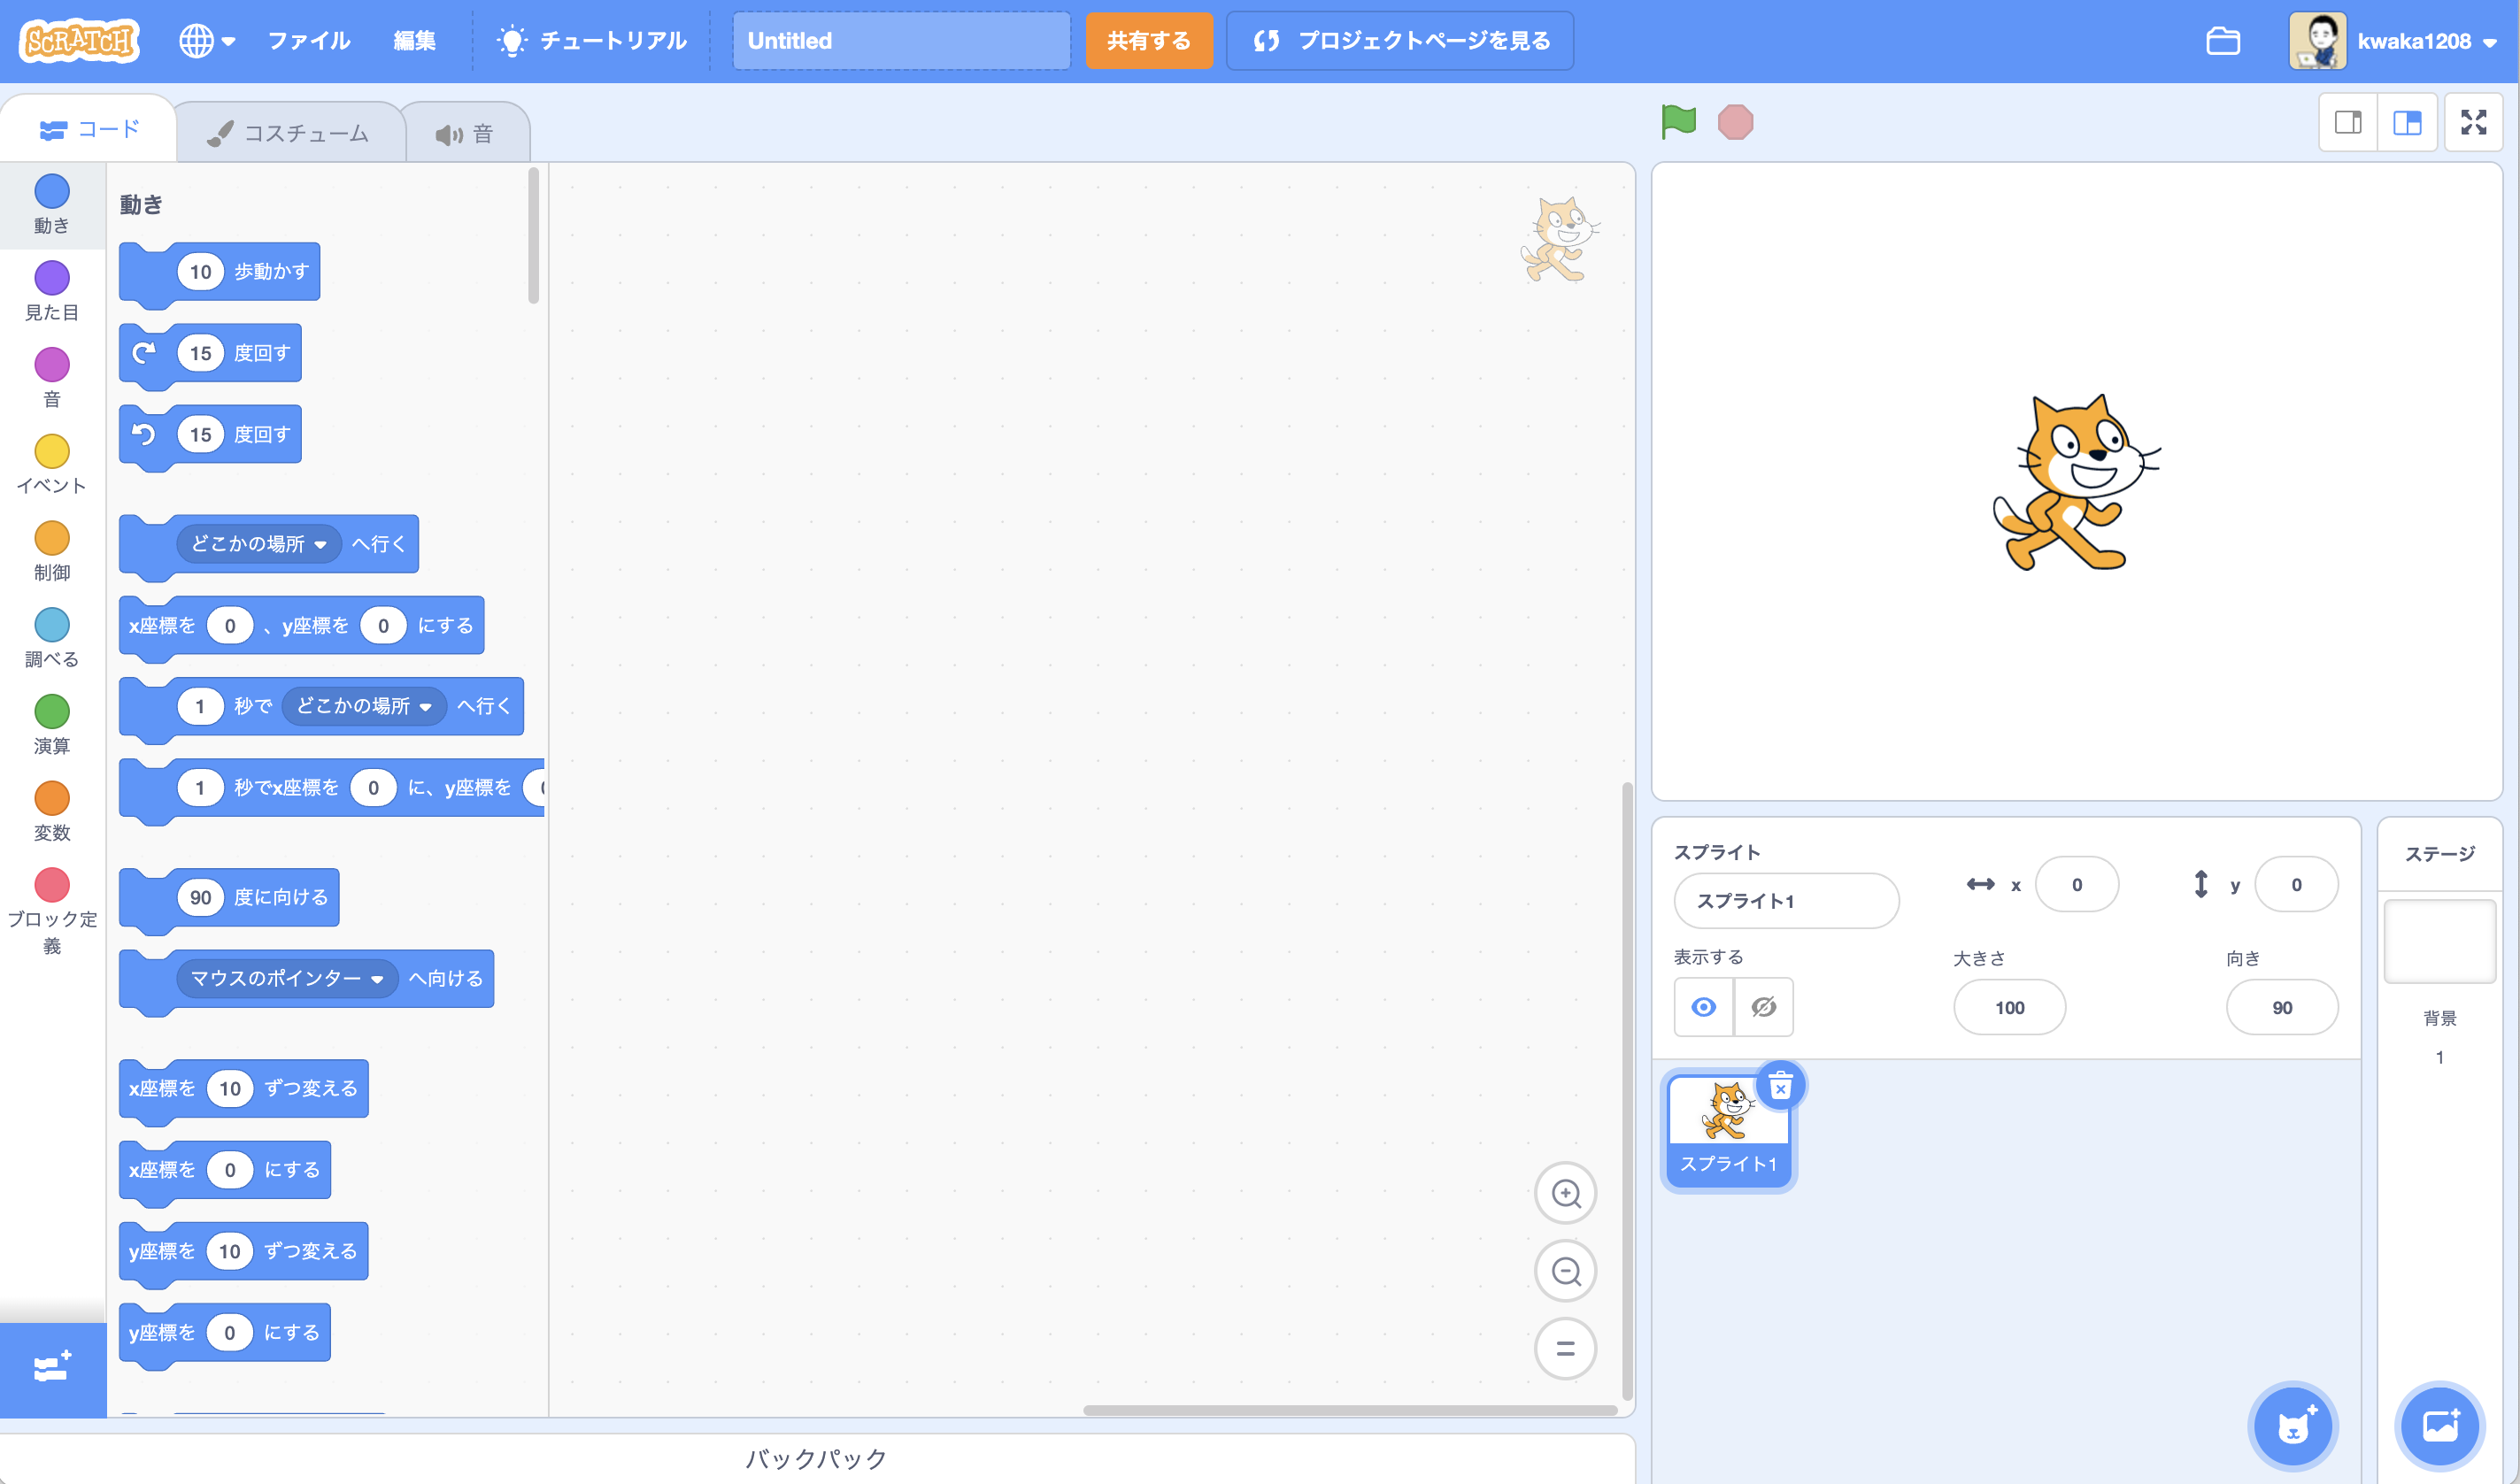 SCRATCH
ファイル
編集
チュートリアル
Untitled
共有する
プロジェクトページを見る
kwaka1208
コード
コスチューム
音
動き
見た目
音
イベント
制御
調べる
演算
変数
ブロック定
義
動き
10 歩動かす
15 度回す
15 度回す
どこかの場所 へ行く
x座標を 0 、y座標を 0 にする
1 秒で どこかの場所 へ行く
1 秒でx座標を 0 に、y座標を
90 度に向ける
マウスのポインター へ向ける
x座標を 10 ずつ変える
x座標を 0 にする
y座標を 10 ずつ変える
y座標を 0 にする
バックパック
スプライト
スプライト1
x 0
y 0
表示する
大きさ
100
向き
90
スプライト1
ステージ
背景
1